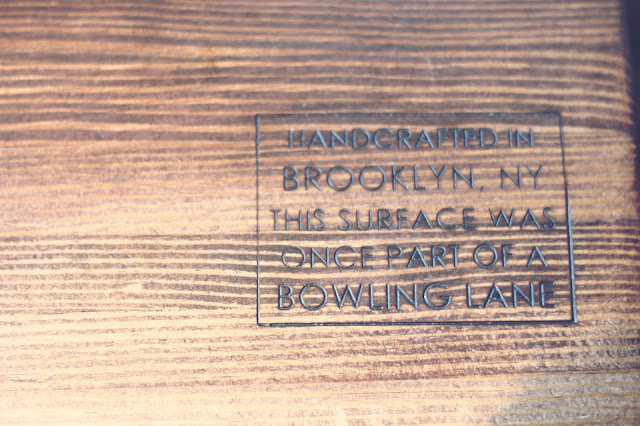 HANDCRAFTED IN
BROOKLYN, NY
THIS SURFACE WAS
ONCE PART OF A
BOWLING LANE